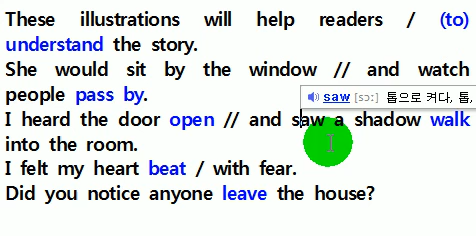 These illustrations will help readers / (to)
understand the story.
She would sit by the window // and watch
people pass by.
saw [sɔː] 톱으로 켜다, 톱,
I heard the door open // and saw a shadow walk
into the room.
I felt my heart beat / with fear.
Did you notice anyone leave the house?